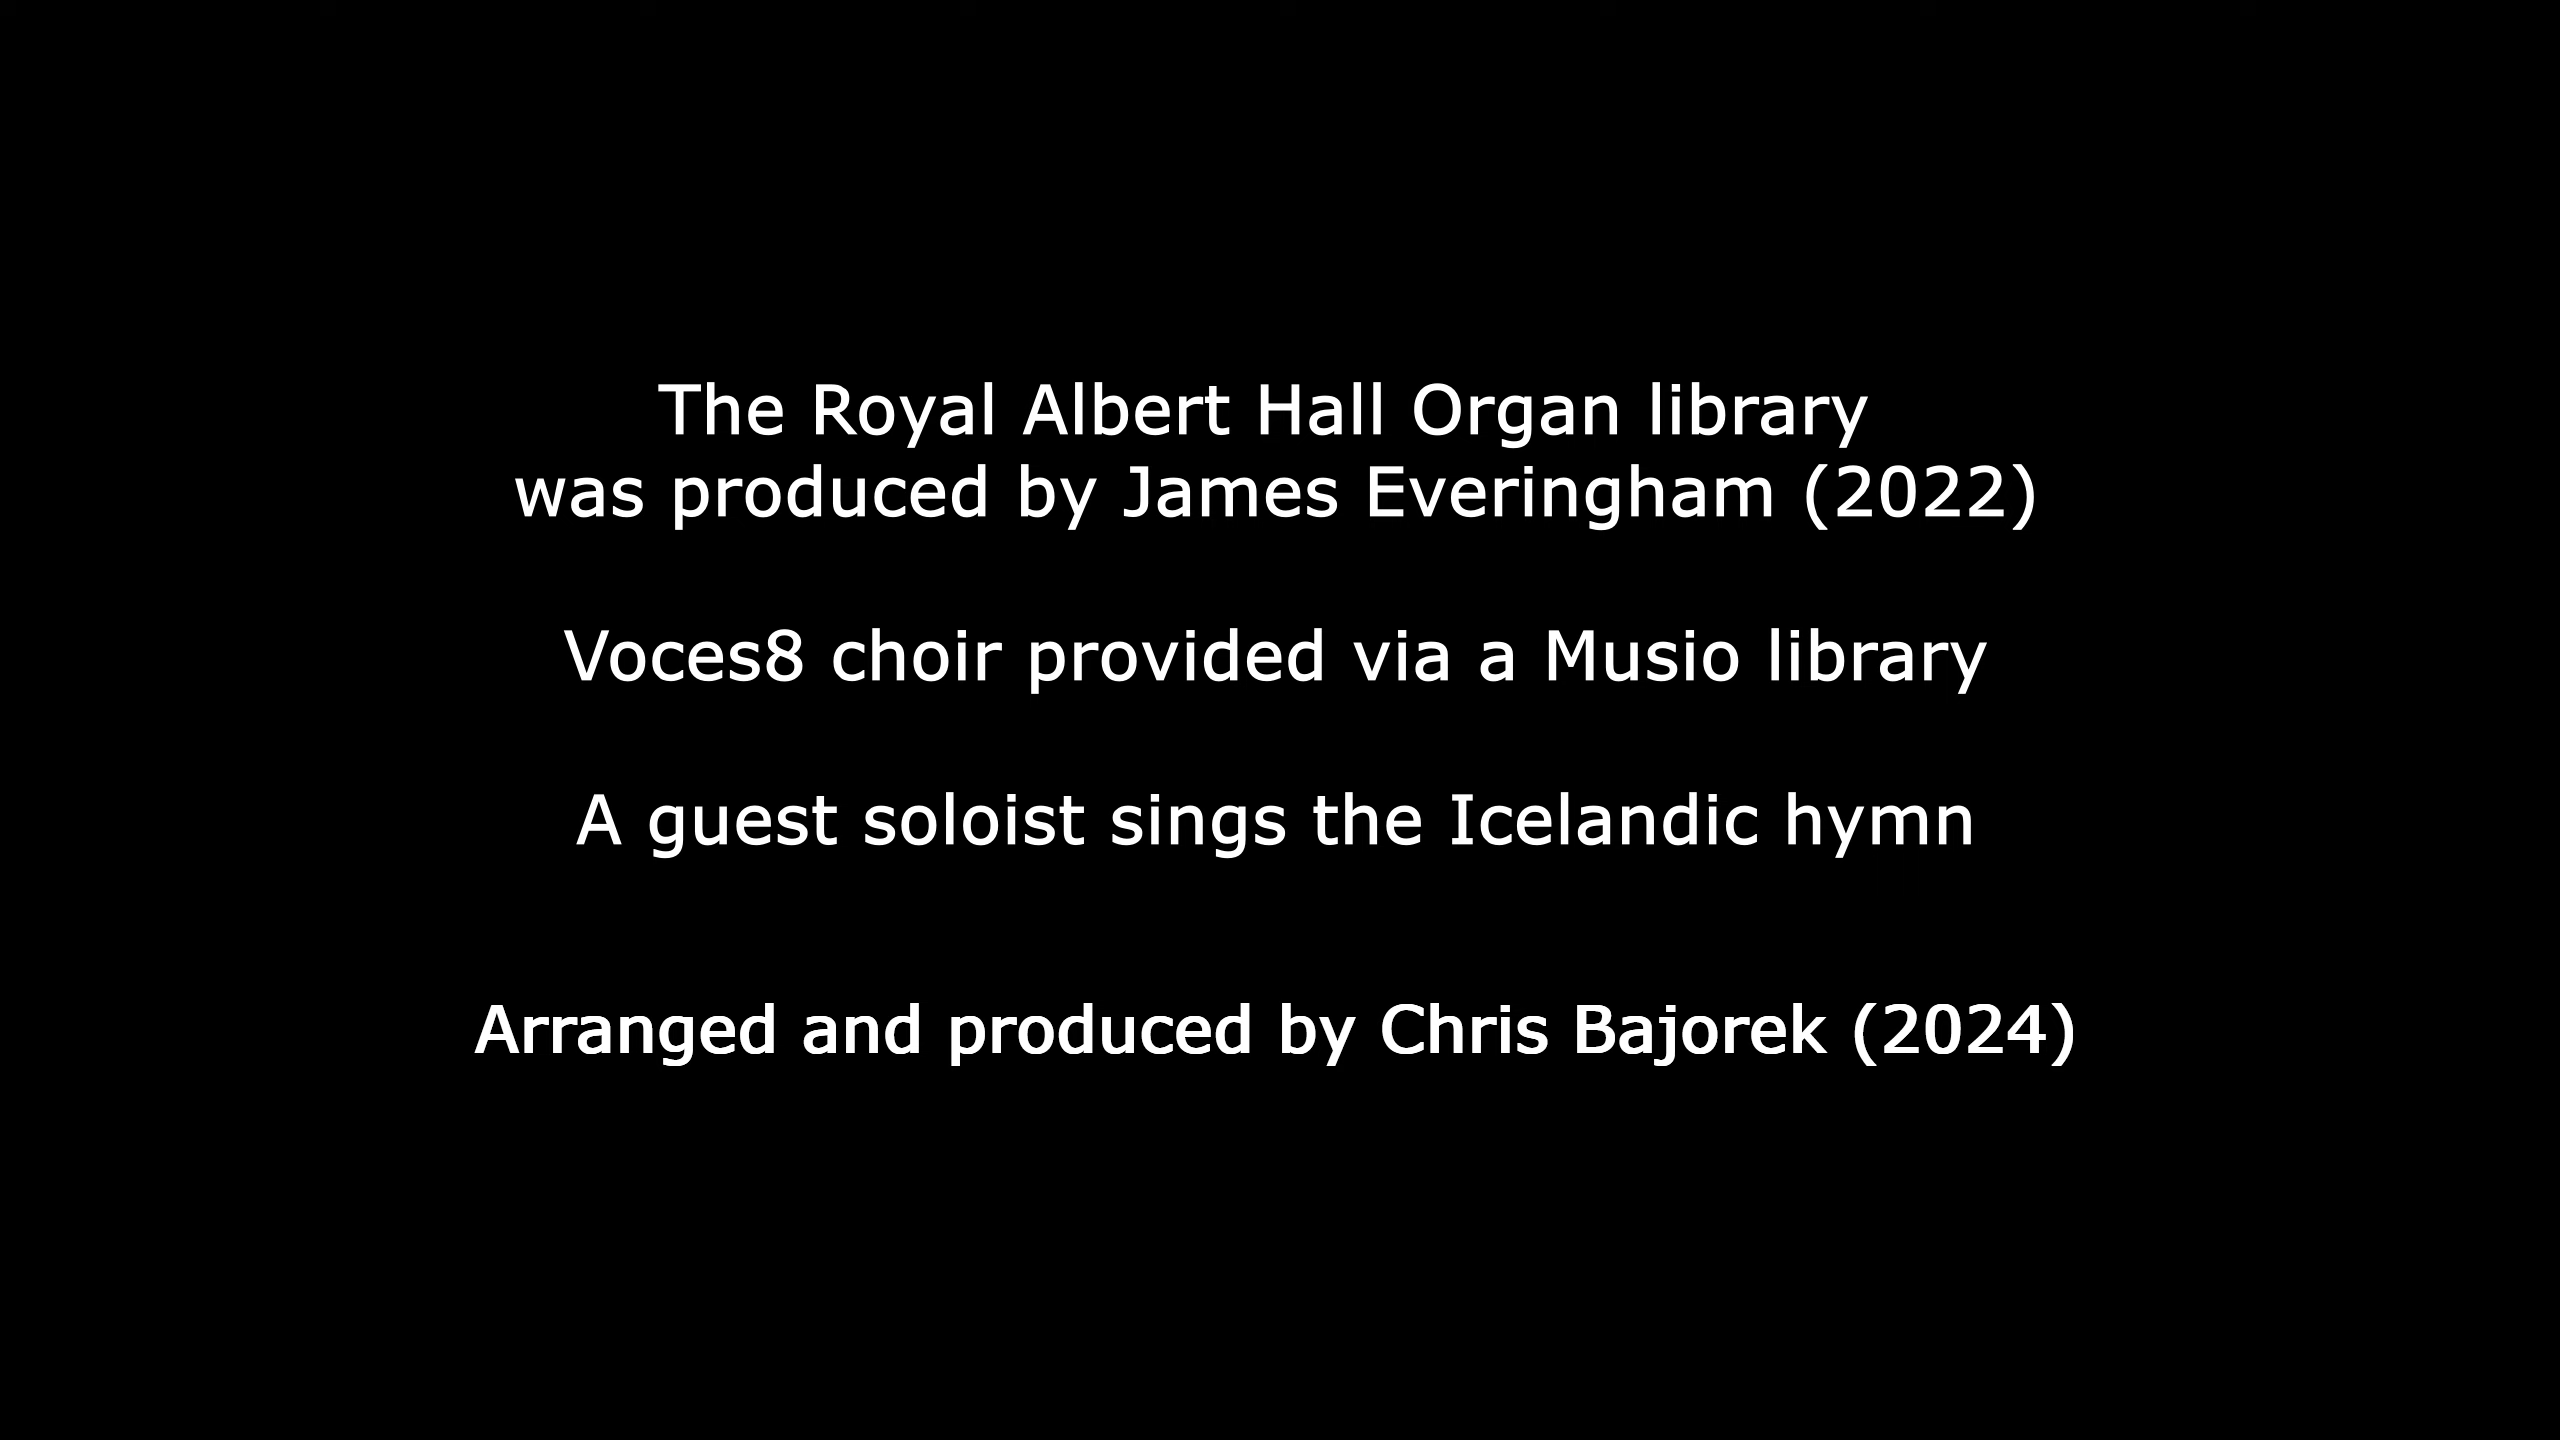 The Royal Albert Hall Organ library
was produced by James Everingham (2022)
Voces8 choir provided via a Musio library
A guest soloist sings the Icelandic hymn
Arranged and produced by Chris Bajorek (2024)